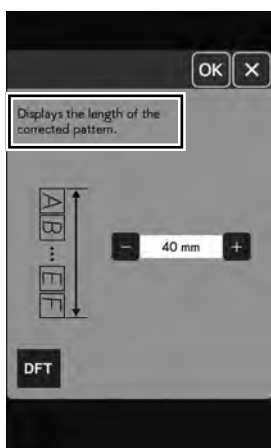 OK ×
Displays the length of the
corrected pattern.
A
B
...
E
F
− 40 mm +
DFT